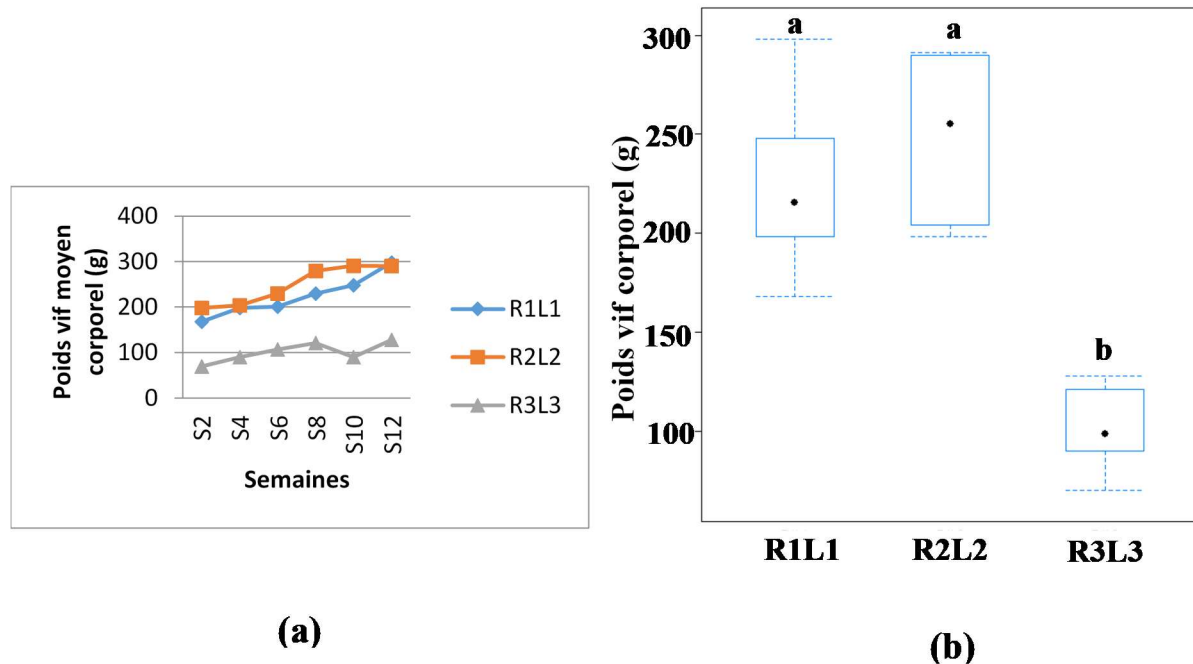 Poids vif moyen
corporel (g)
400
300
200
100
0
S2
S4
S6
S8
S10
S12
Semaines
R1L1
R2L2
R3L3
(a)
Poids vif corporel (g)
300
250
200
150
100
a
a
b
R1L1
R2L2
R3L3
(b)